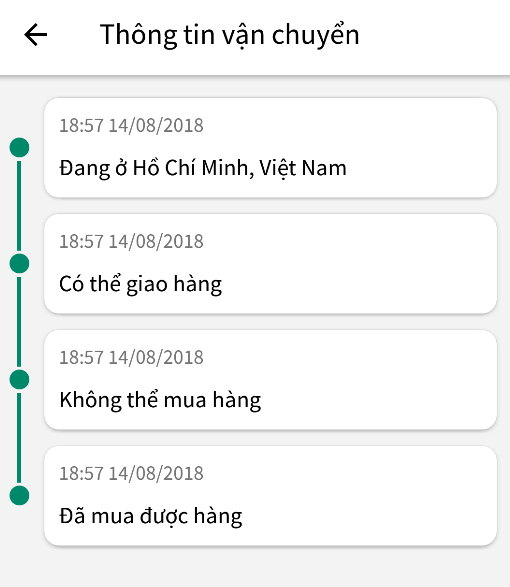 Thông tin vận chuyển
18:57 14/08/2018
Đang ở Hồ Chí Minh, Việt Nam
18:57 14/08/2018
Có thể giao hàng
18:57 14/08/2018
Không thể mua hàng
18:57 14/08/2018
Đã mua được hàng